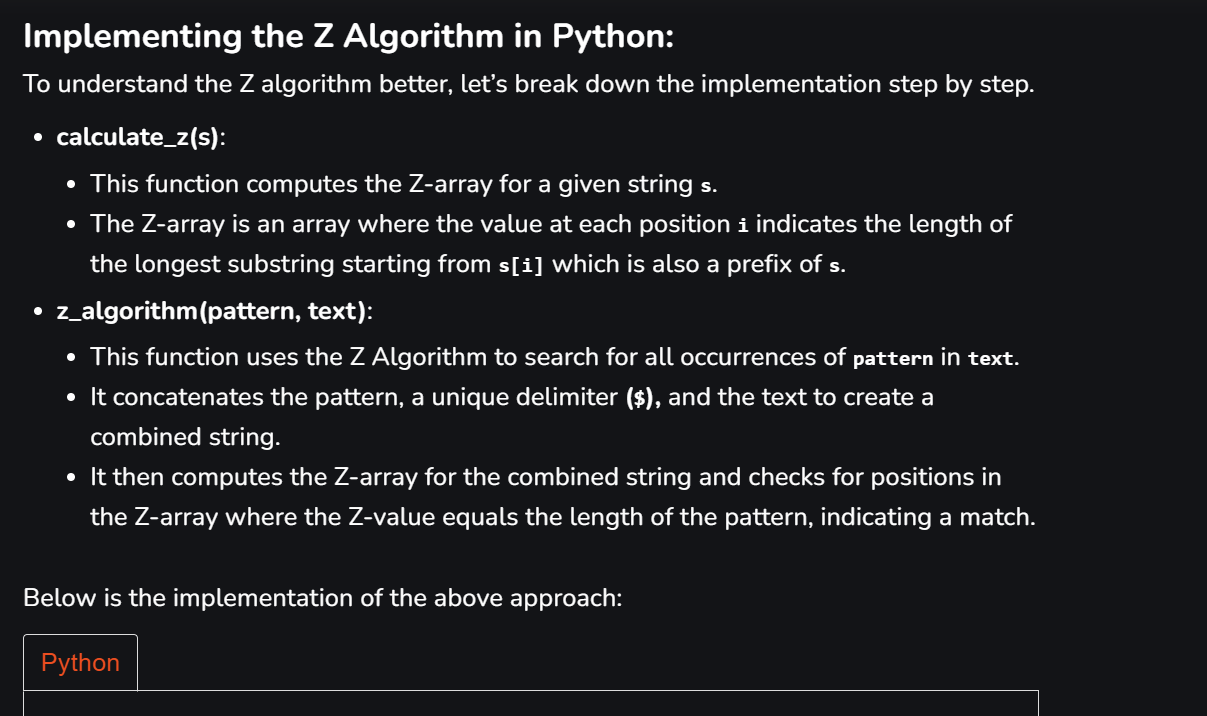 Implementing the Z Algorithm in Python:
To understand the Z algorithm better, let’s break down the implementation step by step.
• calculate_z(s):
• This function computes the Z-array for a given string s.
• The Z-array is an array where the value at each position i indicates the length of
the longest substring starting from s[i] which is also a prefix of s.
• z_algorithm(pattern, text):
• This function uses the Z Algorithm to search for all occurrences of pattern in text.
• It concatenates the pattern, a unique delimiter ($), and the text to create a
combined string.
• It then computes the Z-array for the combined string and checks for positions in
the Z-array where the Z-value equals the length of the pattern, indicating a match.
Below is the implementation of the above approach:
Python